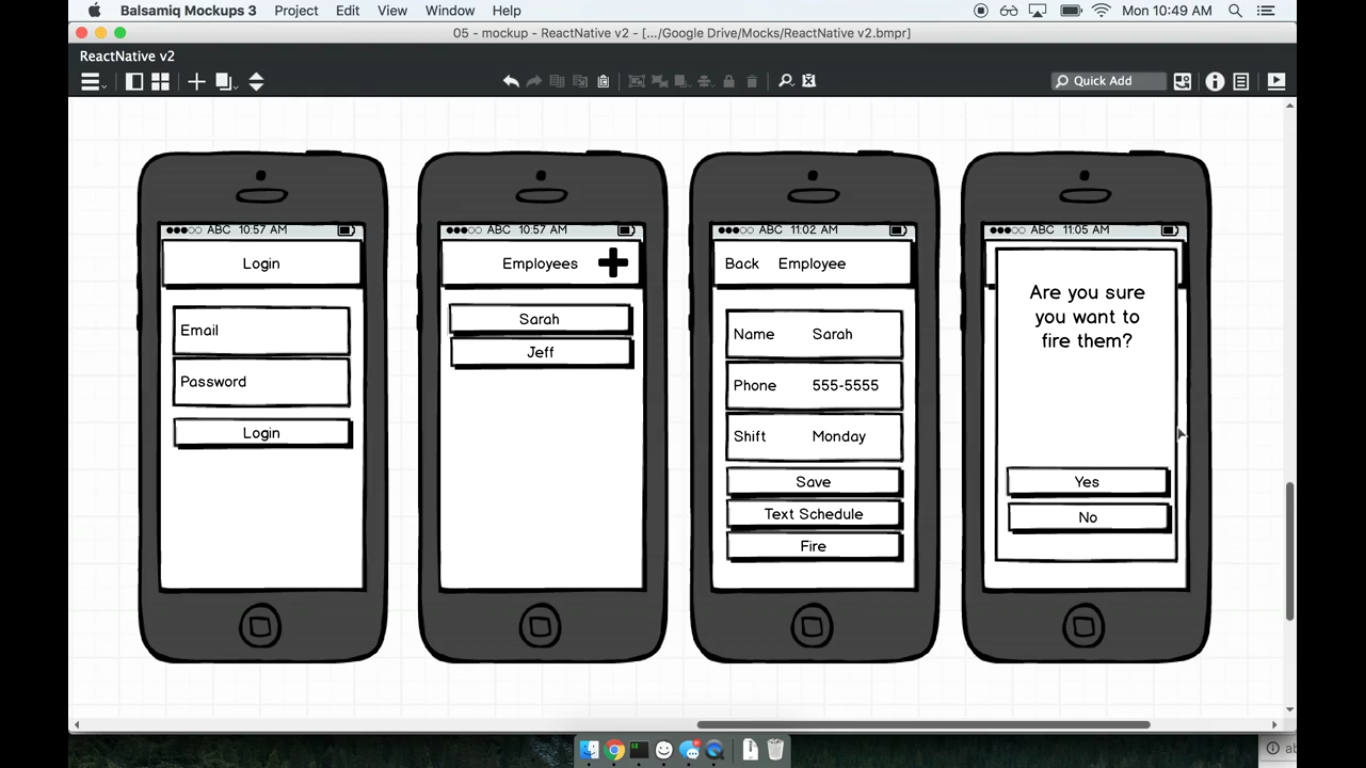 Balsamiq Mockups 3 Project Edit View Window Help Mon 10:49 AM
05 - mockup - ReactNative v2 - [.../Google Drive/Mocks/ReactNative v2.bmpr]
ReactNative v2
Quick Add
ABC 10:57 AM
Login
Email
Password
Login
ABC 10:57 AM
Employees
Sarah
Jeff
ABC 11:02 AM
Back Employee
Name Sarah
Phone 555-5555
Shift Monday
Save
Text Schedule
Fire
ABC 11:05 AM
Are you sure
you want to
fire them?
Yes
No